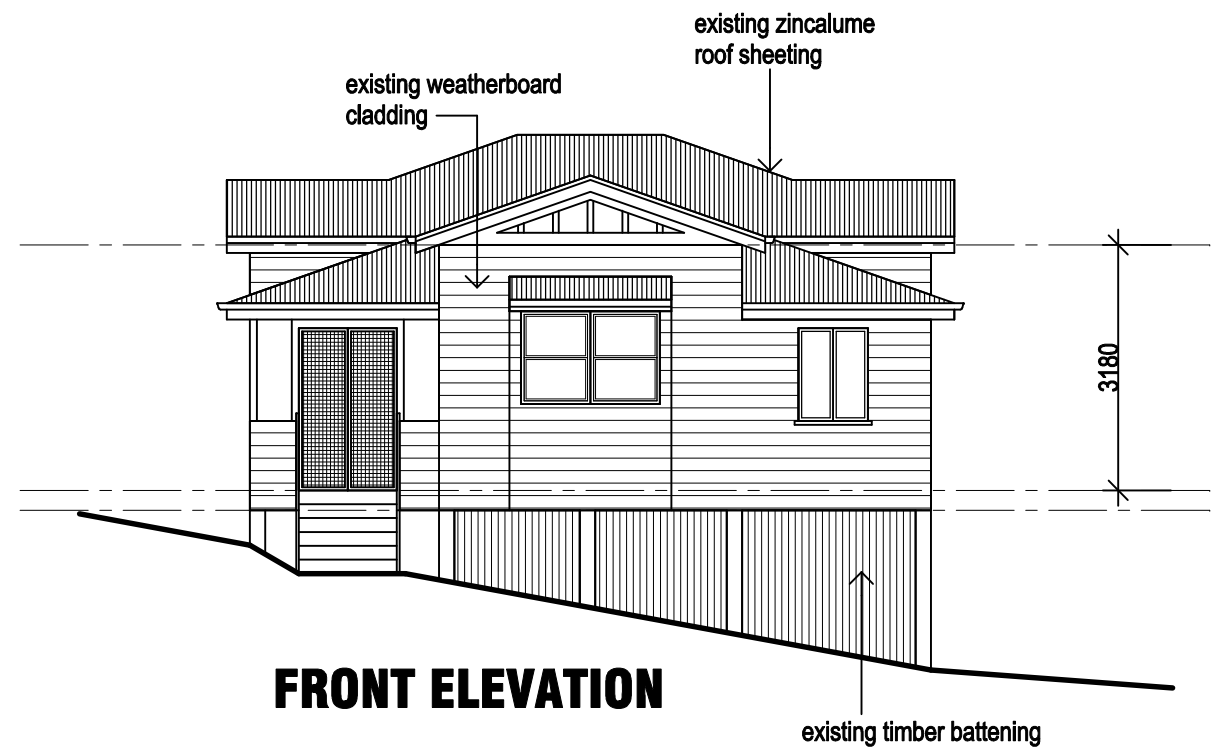 existing zincalume
roof sheeting
existing weatherboard
cladding
3180
FRONT ELEVATION
existing timber battening